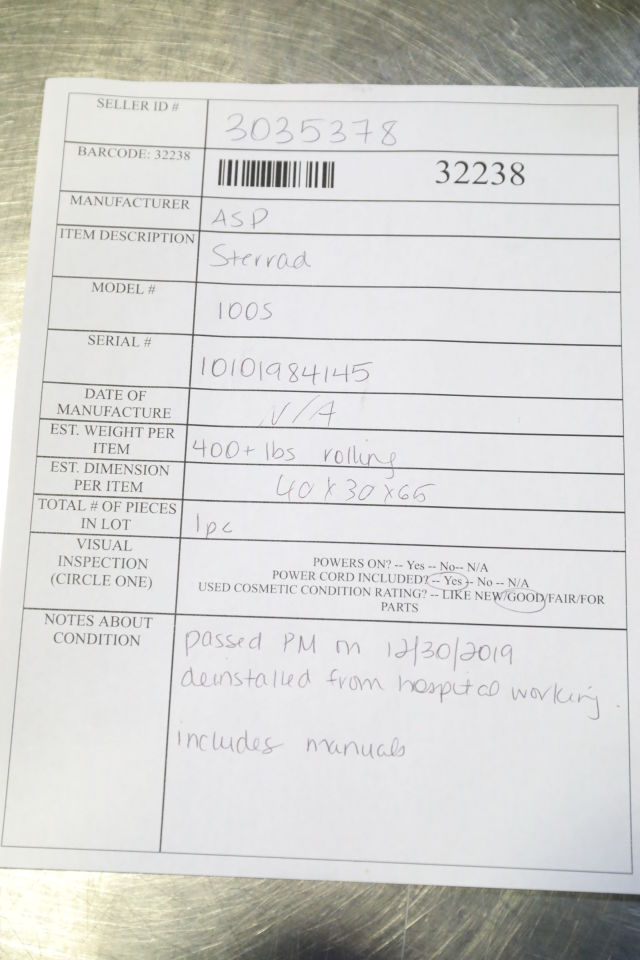 SELLER ID # 3035378
BARCODE: 32238 32238
MANUFACTURER ASP
ITEM DESCRIPTION Sterrad
MODEL # 100S
SERIAL # 10101984145
DATE OF
MANUFACTURE N/A
EST. WEIGHT PER
ITEM 400+ lbs rolling
EST. DIMENSION
PER ITEM 40 x 30 x 66
TOTAL # OF PIECES
IN LOT 1 pc
VISUAL
INSPECTION
(CIRCLE ONE)
POWERS ON? -- Yes -- No-- N/A
POWER CORD INCLUDED? -- Yes -- No -- N/A
USED COSMETIC CONDITION RATING? -- LIKE NEW/GOOD/FAIR/FOR
PARTS
NOTES ABOUT
CONDITION
passed PM on 12/30/2019
deinstalled from hospital working.
includes manuals